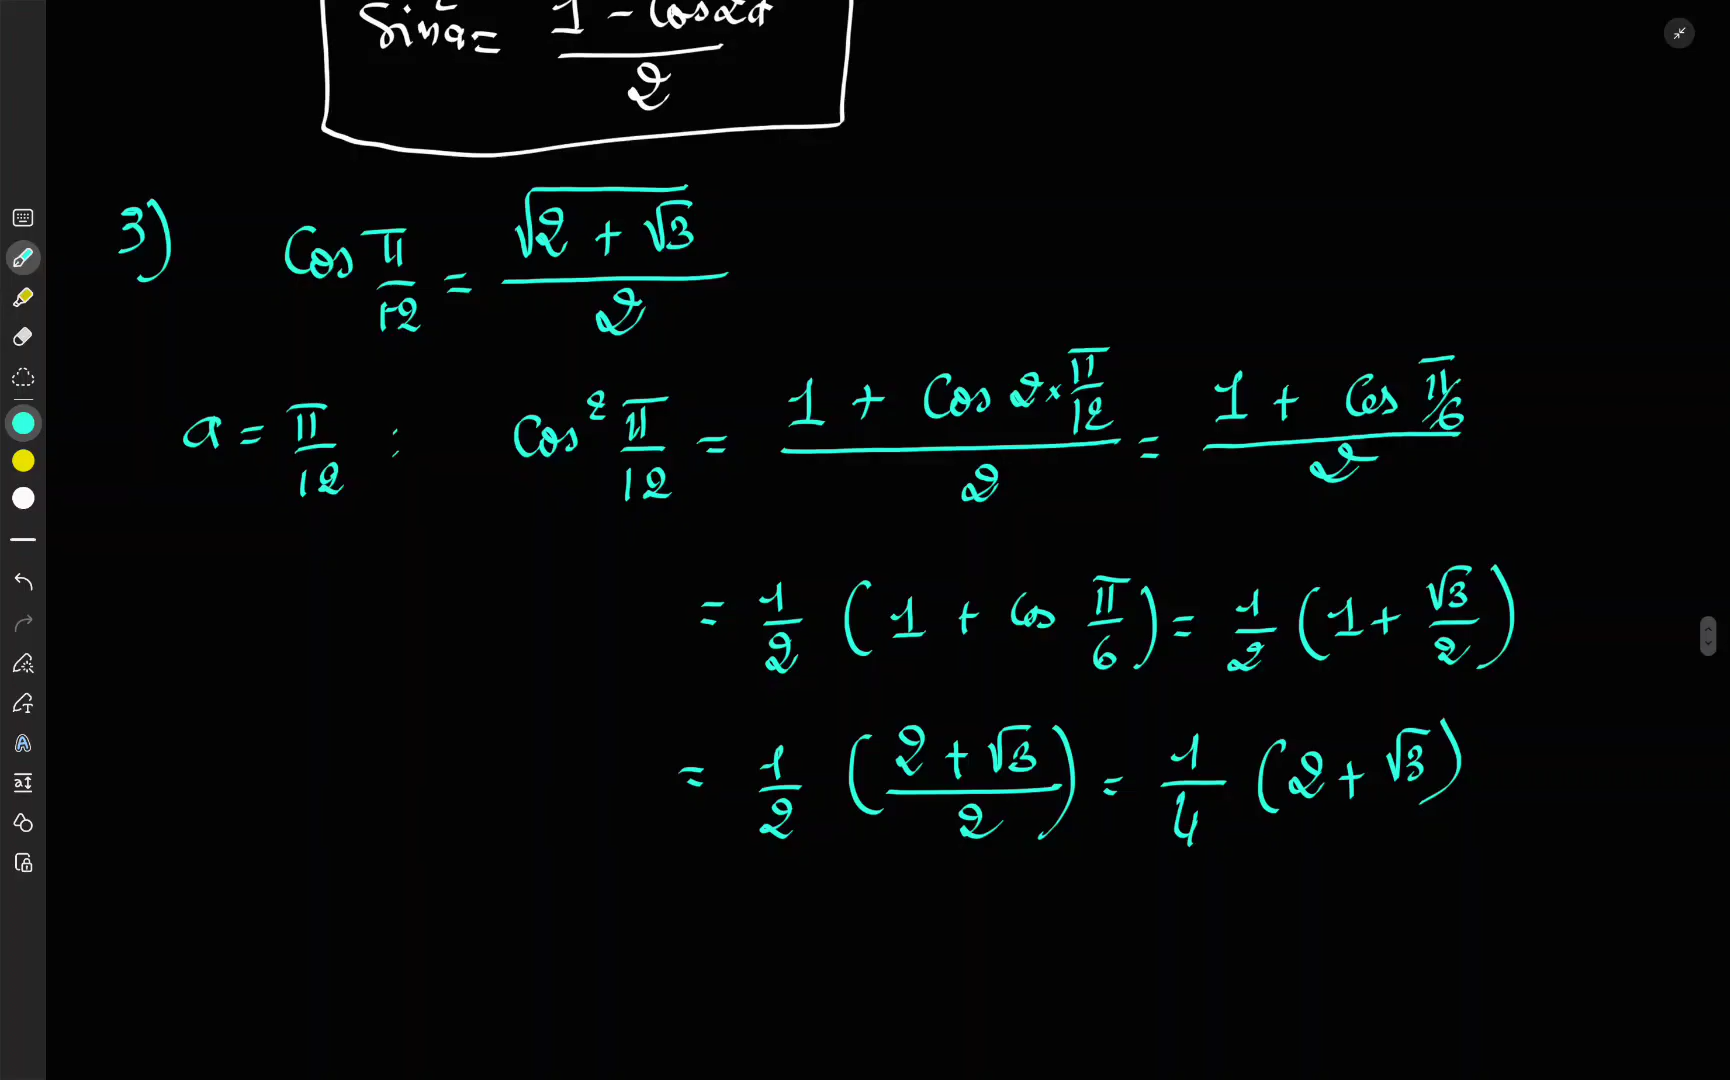 sin²a = (1 - cos2a)/2
3) Cos π/12 = √(2 + √3)/2
a = π/12 : Cos² π/12 = (1 + Cos 2×π/12)/2 = (1 + Cos π/6)/2
= 1/2 (1 + Cos π/6) = 1/2 (1 + √3/2)
= 1/2 ((2 + √3)/2) = 1/4 (2 + √3)